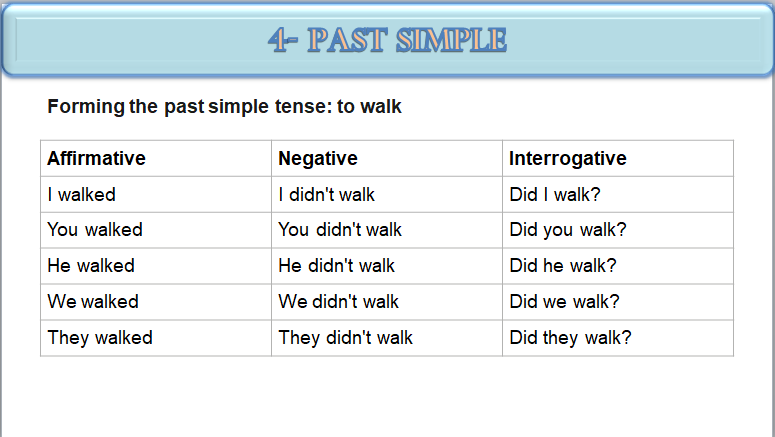 4- PAST SIMPLE
Forming the past simple tense: to walk
Affirmative Negative Interrogative
I walked I didn't walk Did I walk?
You walked You didn't walk Did you walk?
He walked He didn't walk Did he walk?
We walked We didn't walk Did we walk?
They walked They didn't walk Did they walk?